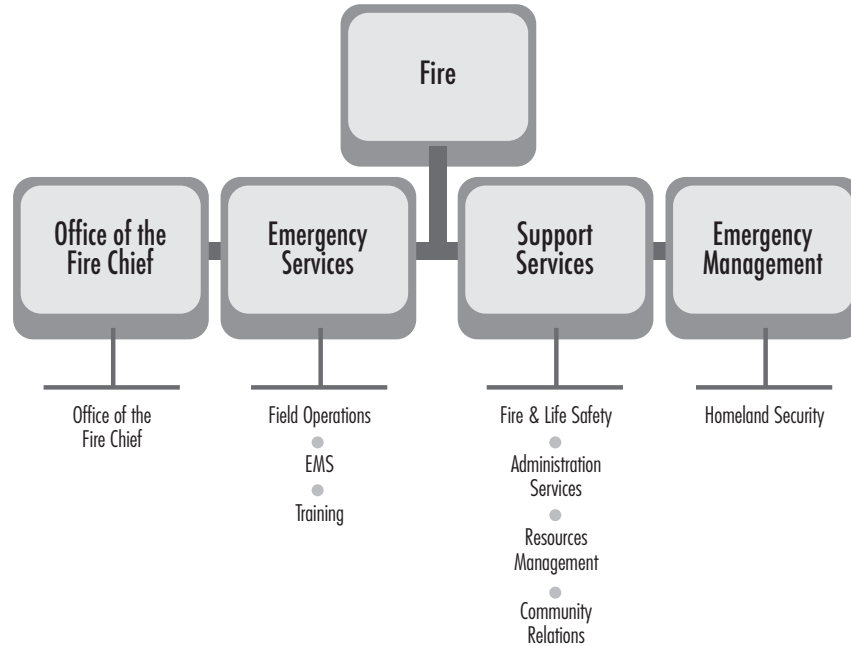 Fire
Office of the
Fire Chief
Emergency
Services
Support
Services
Emergency
Management
Office of the
Fire Chief
Field Operations
EMS
Training
Fire & Life Safety
Administration
Services
Resources
Management
Community
Relations
Homeland Security